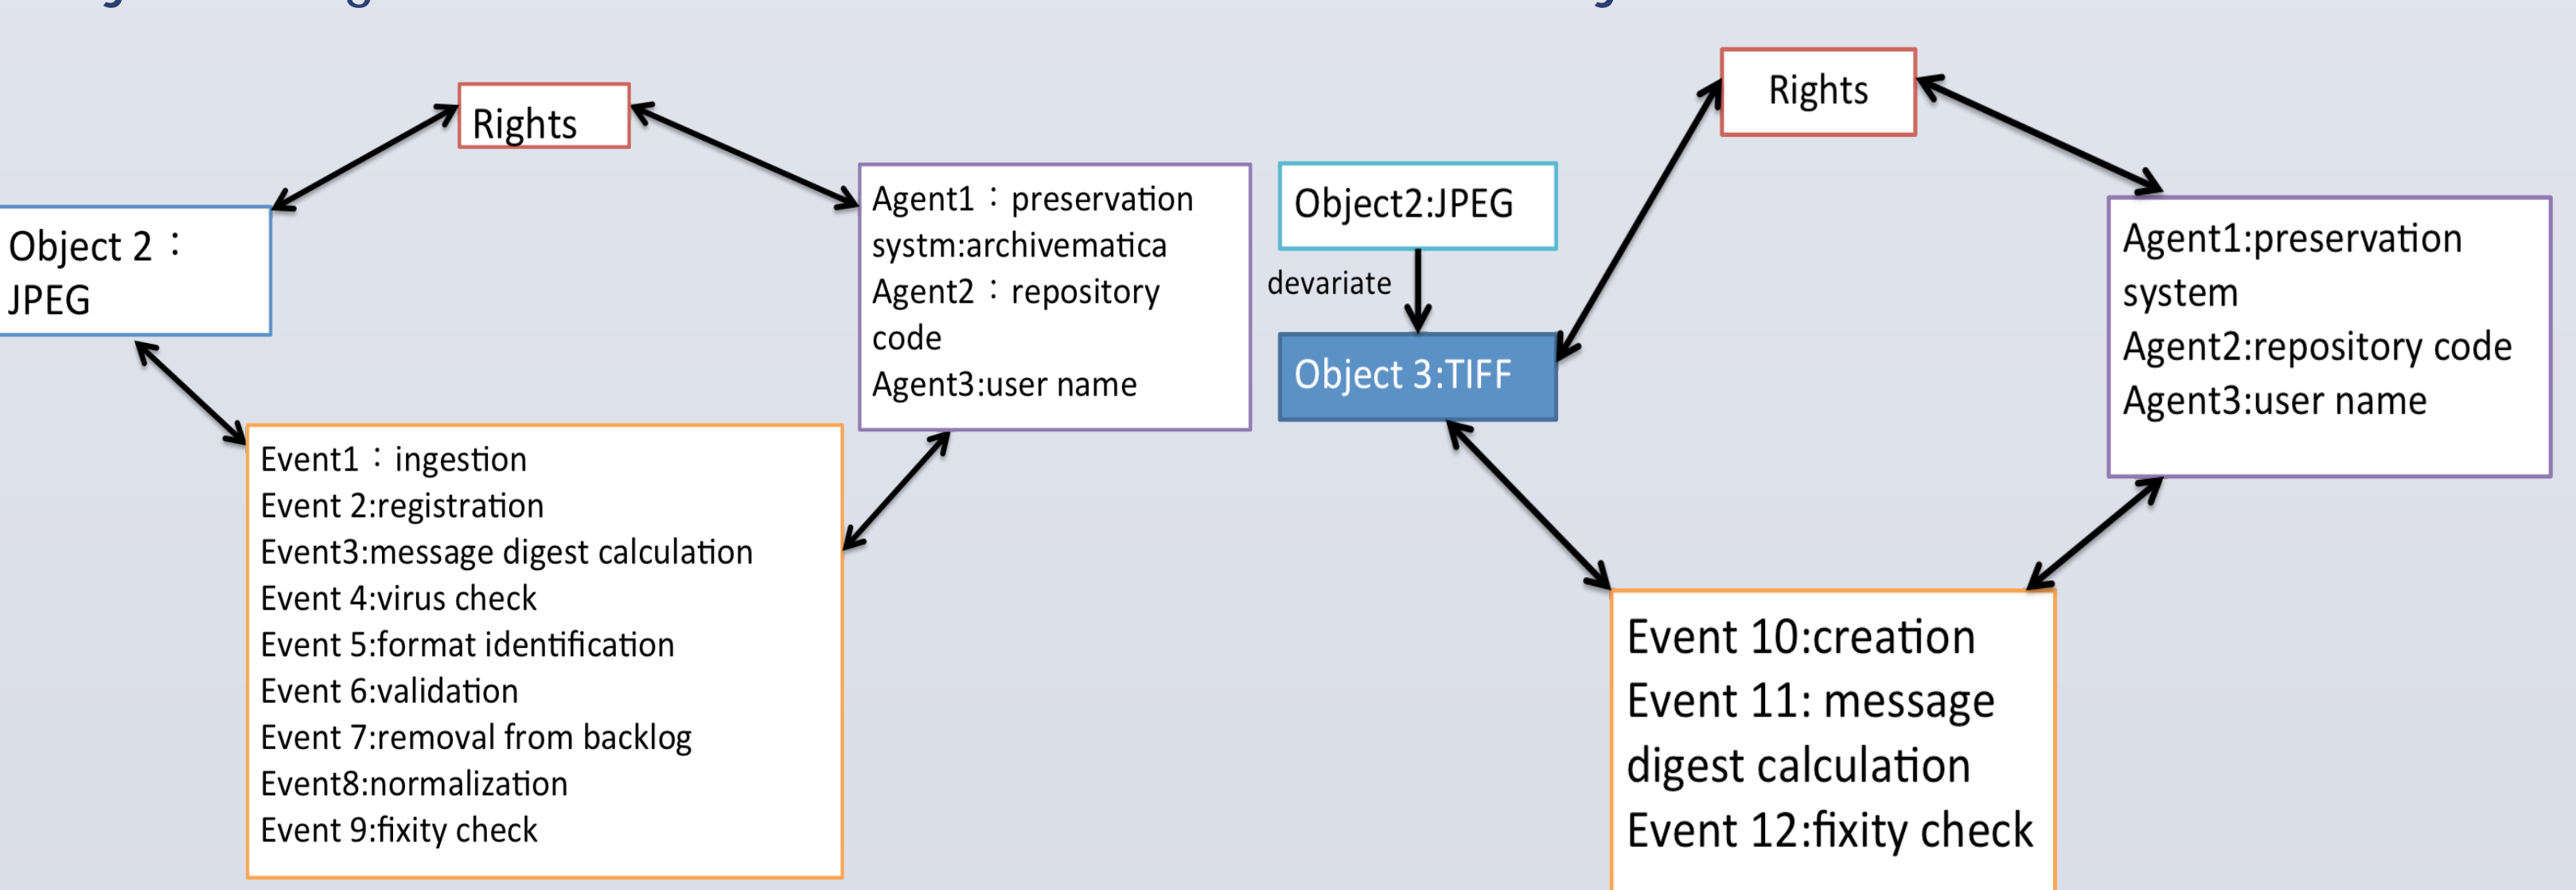 Rights
Object 2：
JPEG
Agent1：preservation
systm:archivematica
Agent2：repository
code
Agent3:user name
Event1：ingestion
Event 2:registration
Event3:message digest calculation
Event 4:virus check
Event 5:format identification
Event 6:validation
Event 7:removal from backlog
Event8:normalization
Event 9:fixity check
Rights
Object2:JPEG
devariate
Object 3:TIFF
Agent1:preservation
system
Agent2:repository code
Agent3:user name
Event 10:creation
Event 11: message
digest calculation
Event 12:fixity check